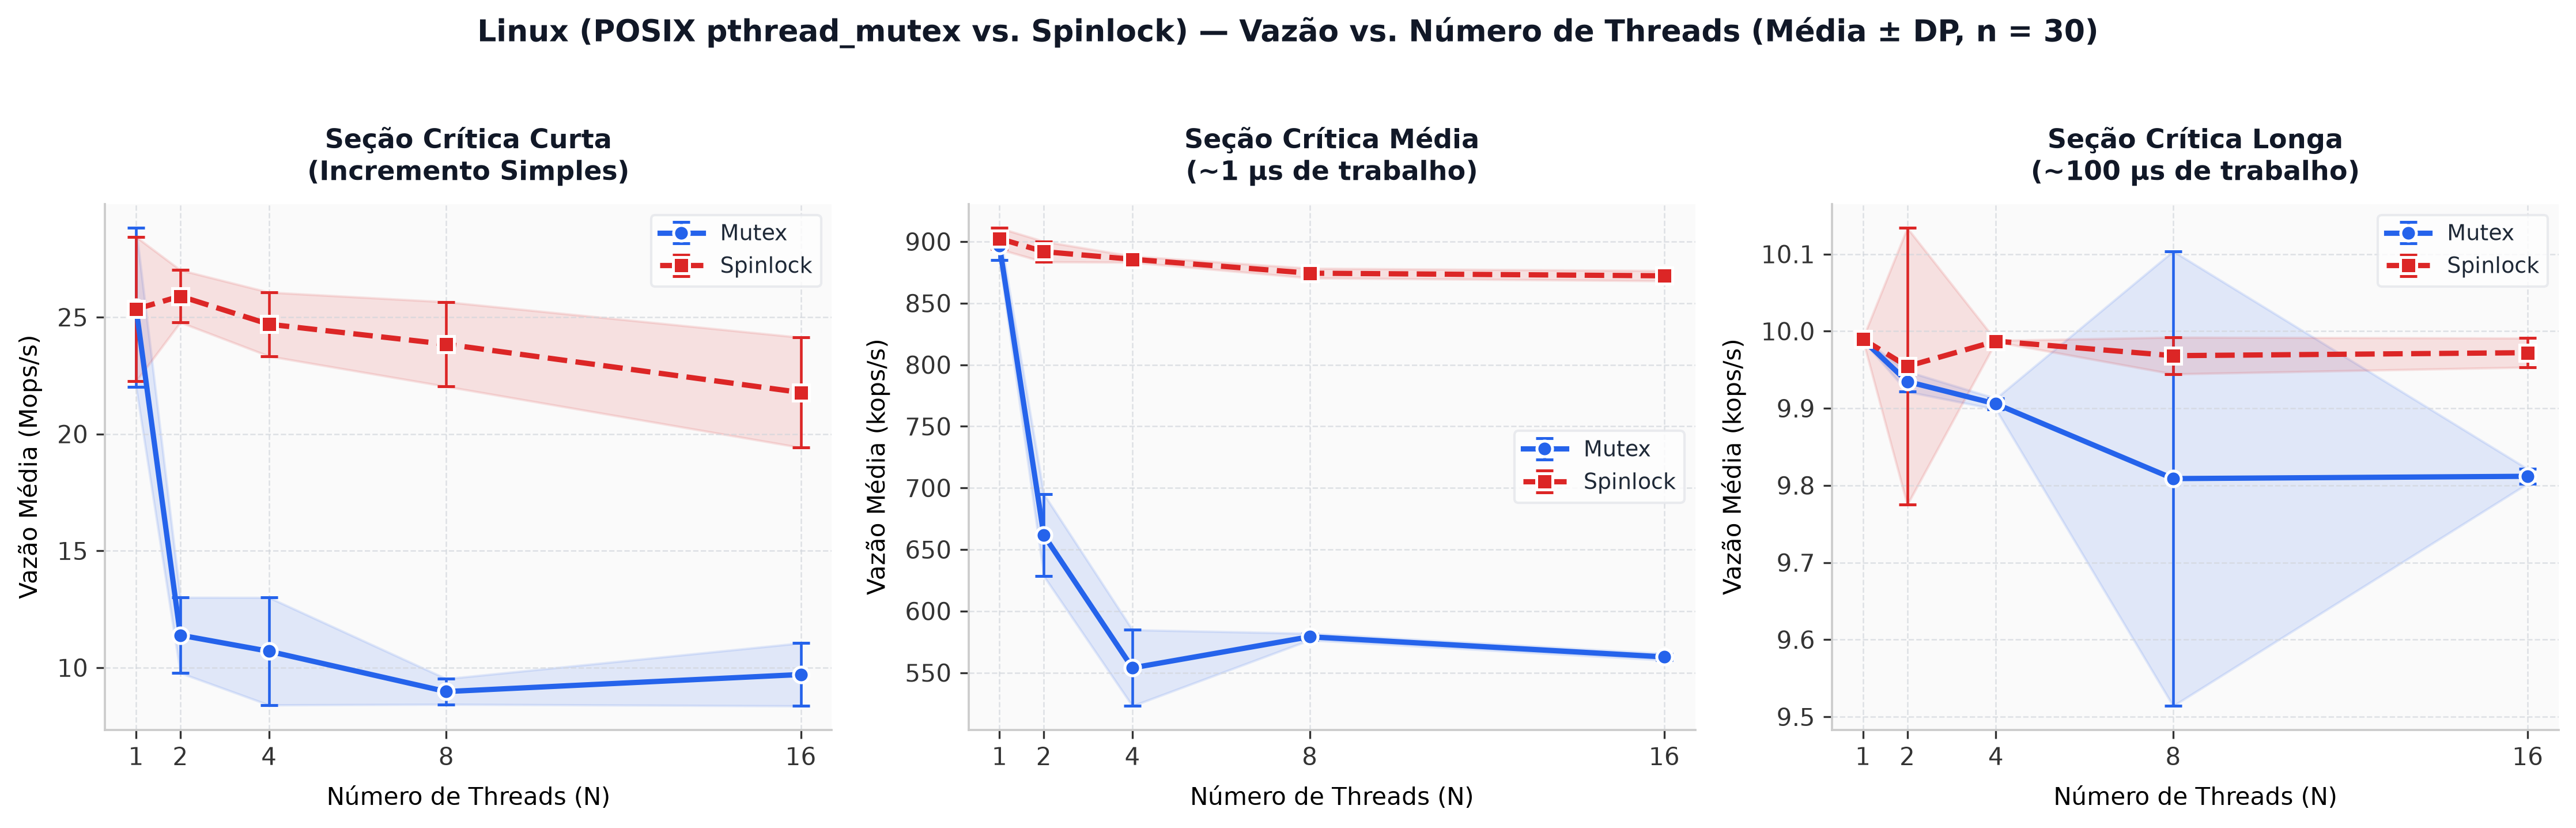 Linux (POSIX pthread_mutex vs. Spinlock) — Vazão vs. Número de Threads (Média ± DP, n = 30)
Seção Crítica Curta
(Incremento Simples)
Vazão Média (Mops/s)
25
20
15
10
Mutex
Spinlock
1 2 4 8 16
Número de Threads (N)
Seção Crítica Média
(~1 µs de trabalho)
Vazão Média (kops/s)
900
850
800
750
700
650
600
550
Mutex
Spinlock
1 2 4 8 16
Número de Threads (N)
Seção Crítica Longa
(~100 µs de trabalho)
Vazão Média (kops/s)
10.1
10.0
9.9
9.8
9.7
9.6
9.5
Mutex
Spinlock
1 2 4 8 16
Número de Threads (N)